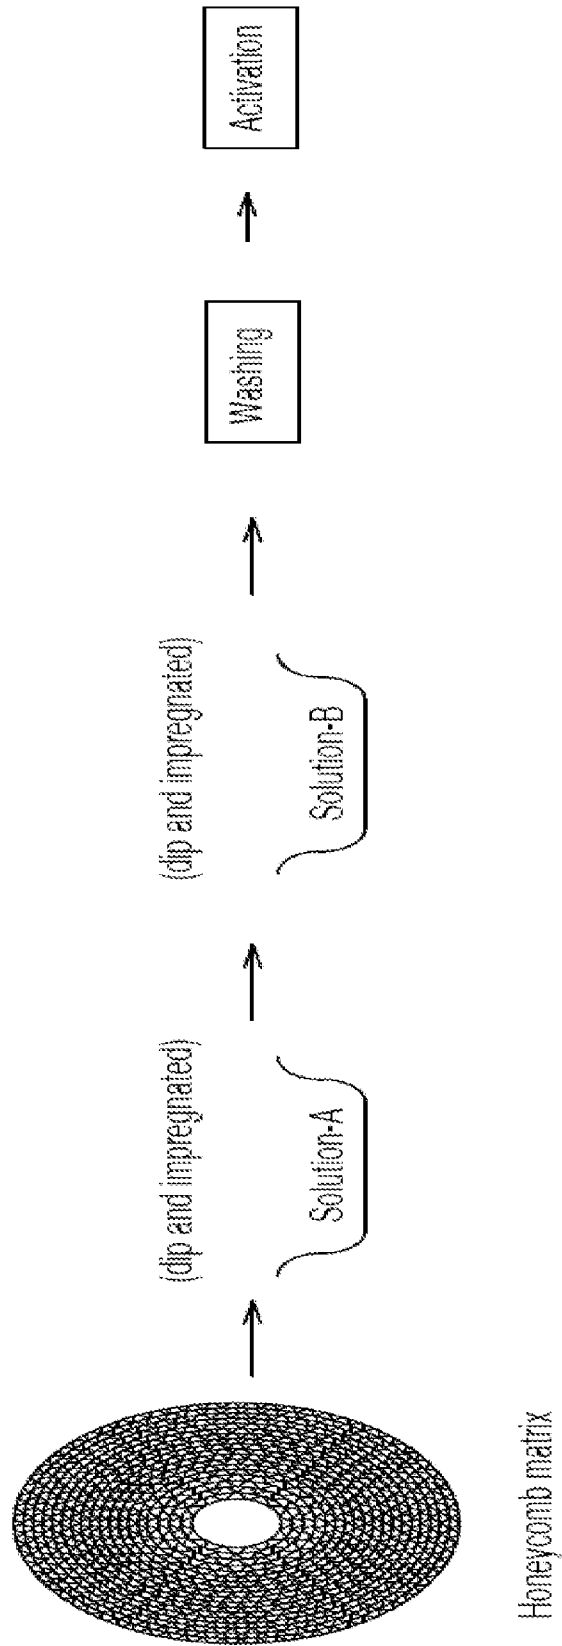 Honeycomb matrix
(dip and impregnated)
Solution-A
(dip and impregnated)
Solution-B
Washing
Activation